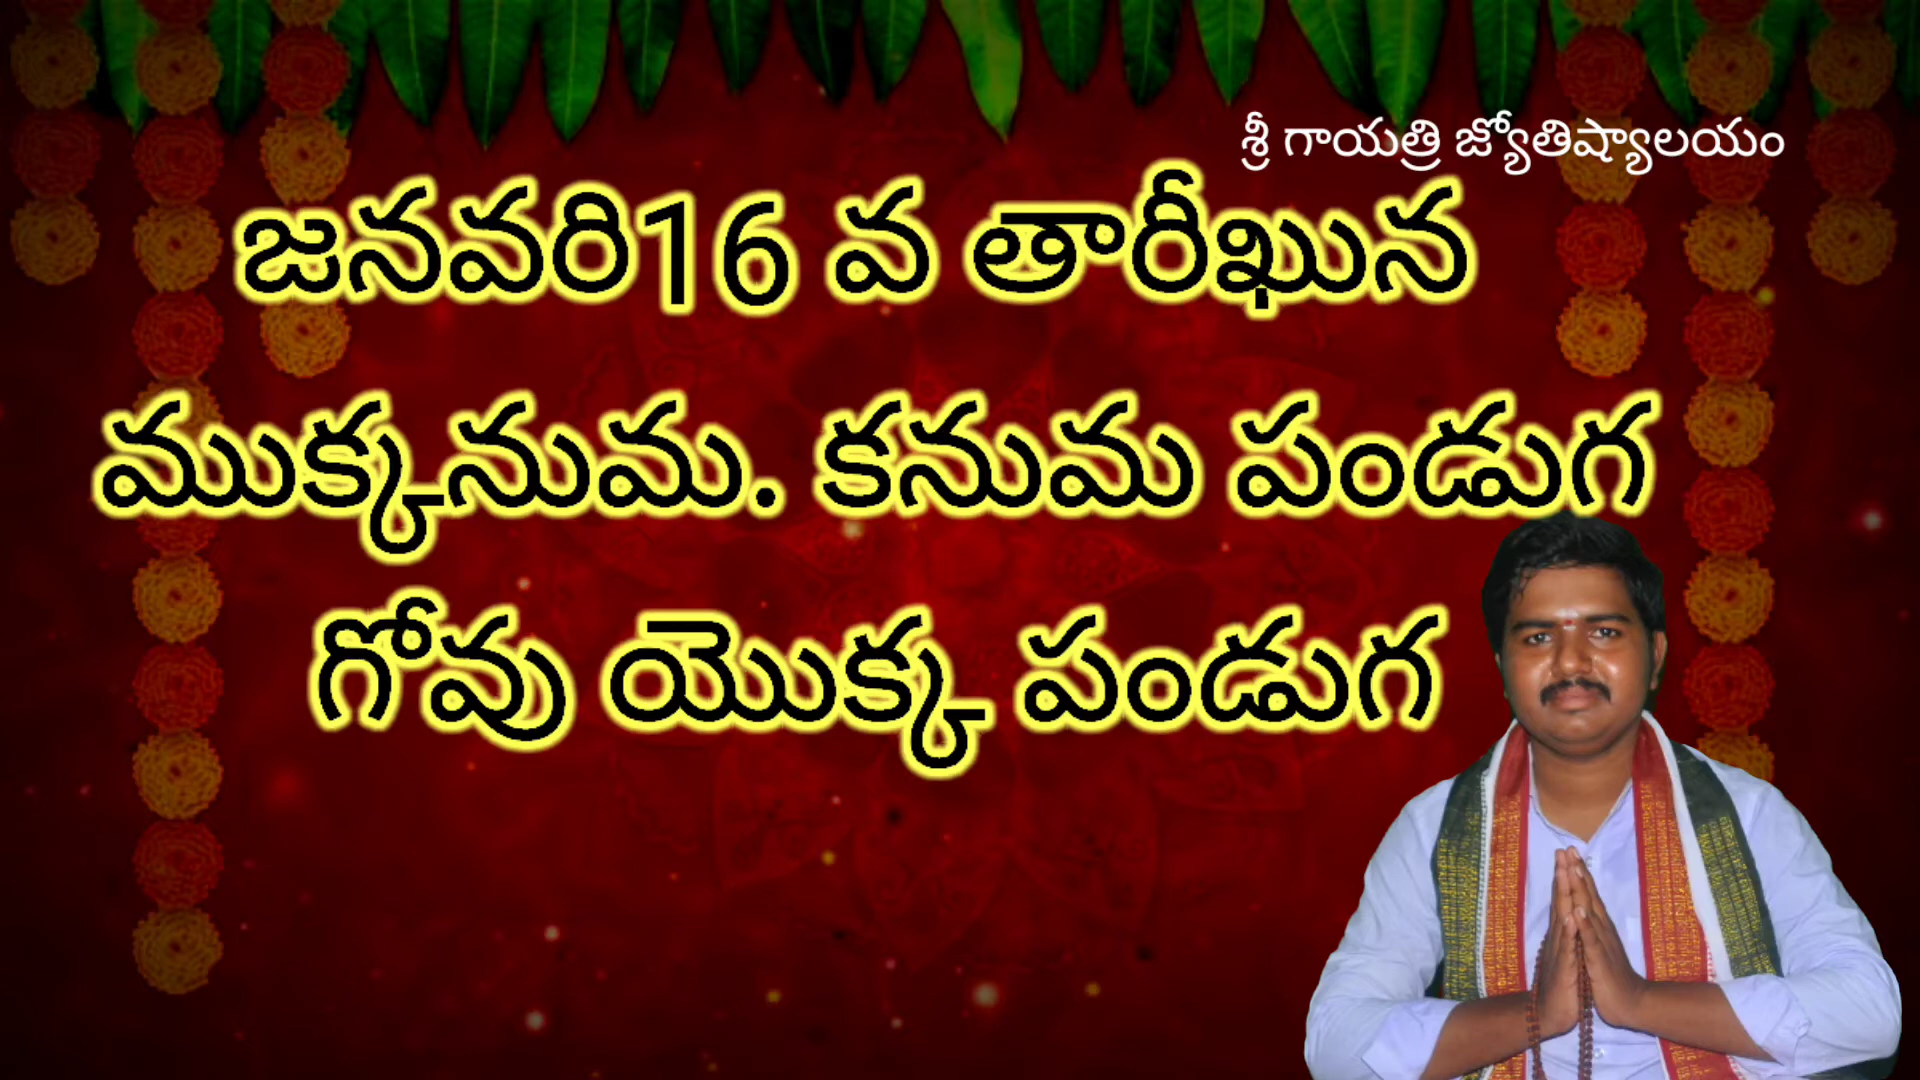 శ్రీ గాయత్రి జ్యోతిష్యాలయం
జనవరి16 వ తారీఖున
ముక్కనుమ. కనుమ పండుగ
గోవు యొక్క పండుగ